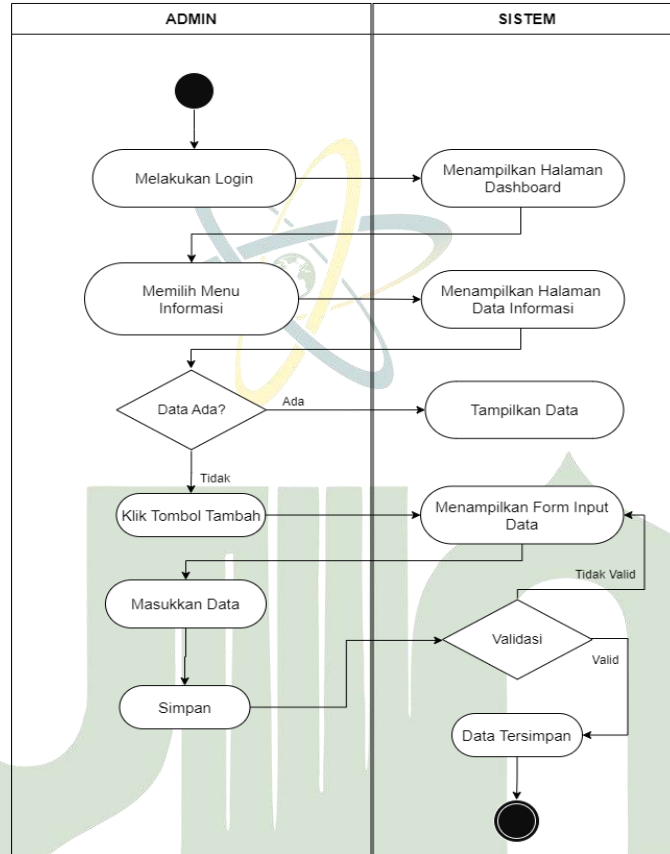 ADMIN
SISTEM
Melakukan Login
Menampilkan Halaman
Dashboard
Memilih Menu
Informasi
Menampilkan Halaman
Data Informasi
Data Ada?
Ada
Tampilkan Data
Tidak
Klik Tombol Tambah
Menampilkan Form Input
Data
Tidak Valid
Masukkan Data
Validasi
Valid
Simpan
Data Tersimpan